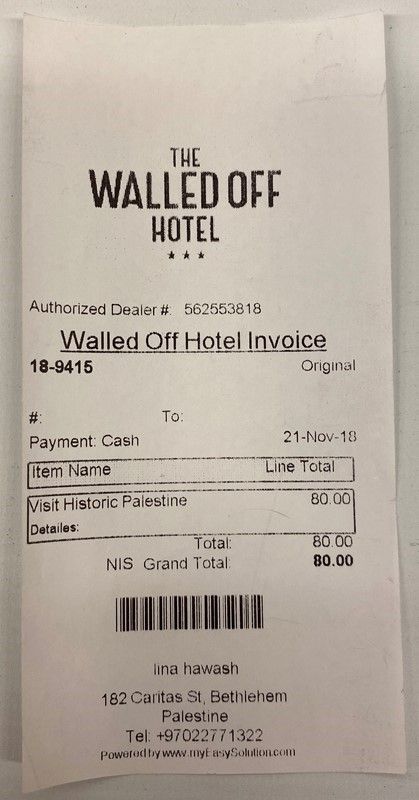 THE
WALLED OFF
HOTEL
★ ★ ★
Authorized Dealer #: 562553818
Walled Off Hotel Invoice
18-9415 Original
#: To:
Payment: Cash 21-Nov-18
Item Name Line Total
Visit Historic Palestine 80.00
Detailes:
Total: 80.00
NIS Grand Total: 80.00
lina hawash
182 Caritas St, Bethlehem
Palestine
Tel: +97022771322
Powered by www.myEasySolution.com